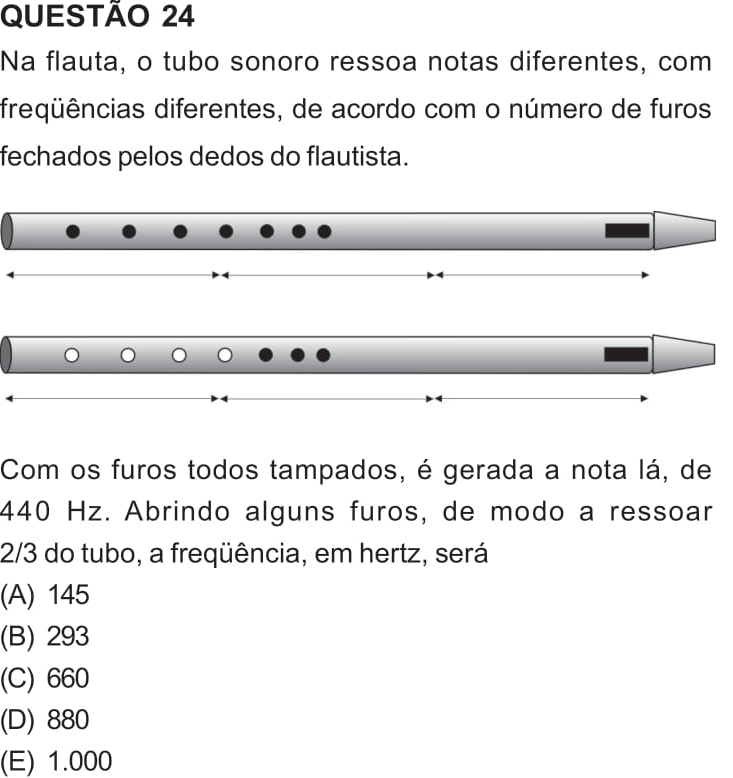 QUESTÃO 24
Na flauta, o tubo sonoro ressoa notas diferentes, com
freqüências diferentes, de acordo com o número de furos
fechados pelos dedos do flautista.
Com os furos todos tampados, é gerada a nota lá, de
440 Hz. Abrindo alguns furos, de modo a ressoar
2/3 do tubo, a freqüência, em hertz, será
(A) 145
(B) 293
(C) 660
(D) 880
(E) 1.000